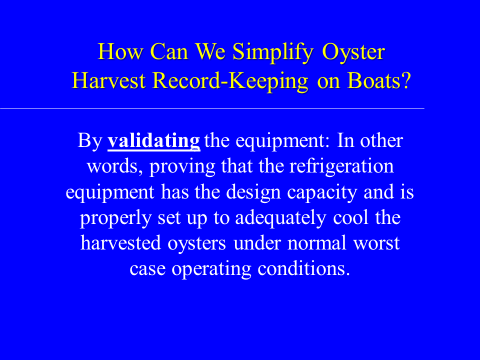 How Can We Simplify Oyster
Harvest Record-Keeping on Boats?
By validating the equipment: In other
words, proving that the refrigeration
equipment has the design capacity and is
properly set up to adequately cool the
harvested oysters under normal worst
case operating conditions.